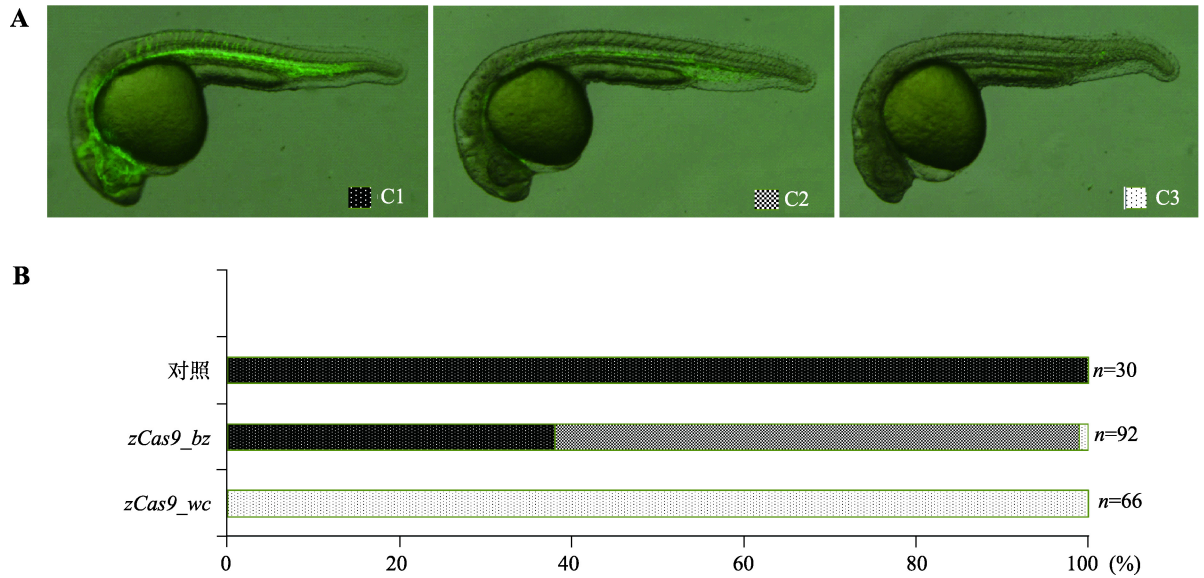 A
C1
C2
C3
B
对照
n=30
zCas9_bz
n=92
zCas9_wc
n=66
0 20 40 60 80 100 (%)